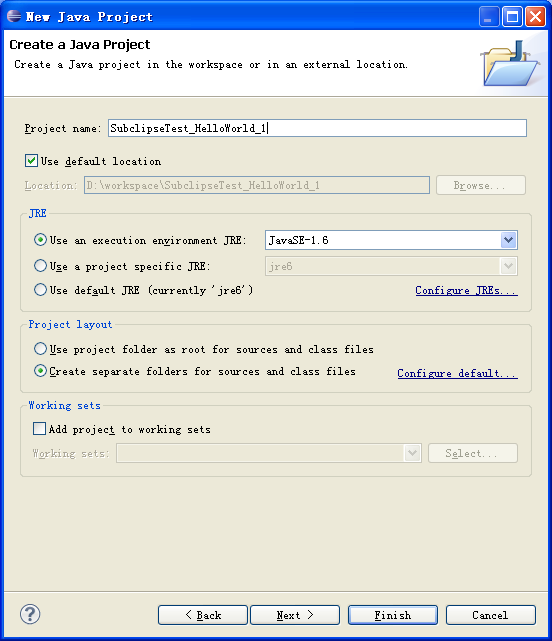 New Java Project
Create a Java Project
Create a Java project in the workspace or in an external location.
Project name: SubclipseTest_HelloWorld_1
Use default location
Location: D:\workspace\SubclipseTest_HelloWorld_1 Browse...
JRE
Use an execution environment JRE: JavaSE-1.6
Use a project specific JRE: jre6
Use default JRE (currently 'jre6') Configure JREs...
Project layout
Use project folder as root for sources and class files
Create separate folders for sources and class files Configure default...
Working sets
Add project to working sets
Working sets: Select...
? < Back Next > Finish Cancel